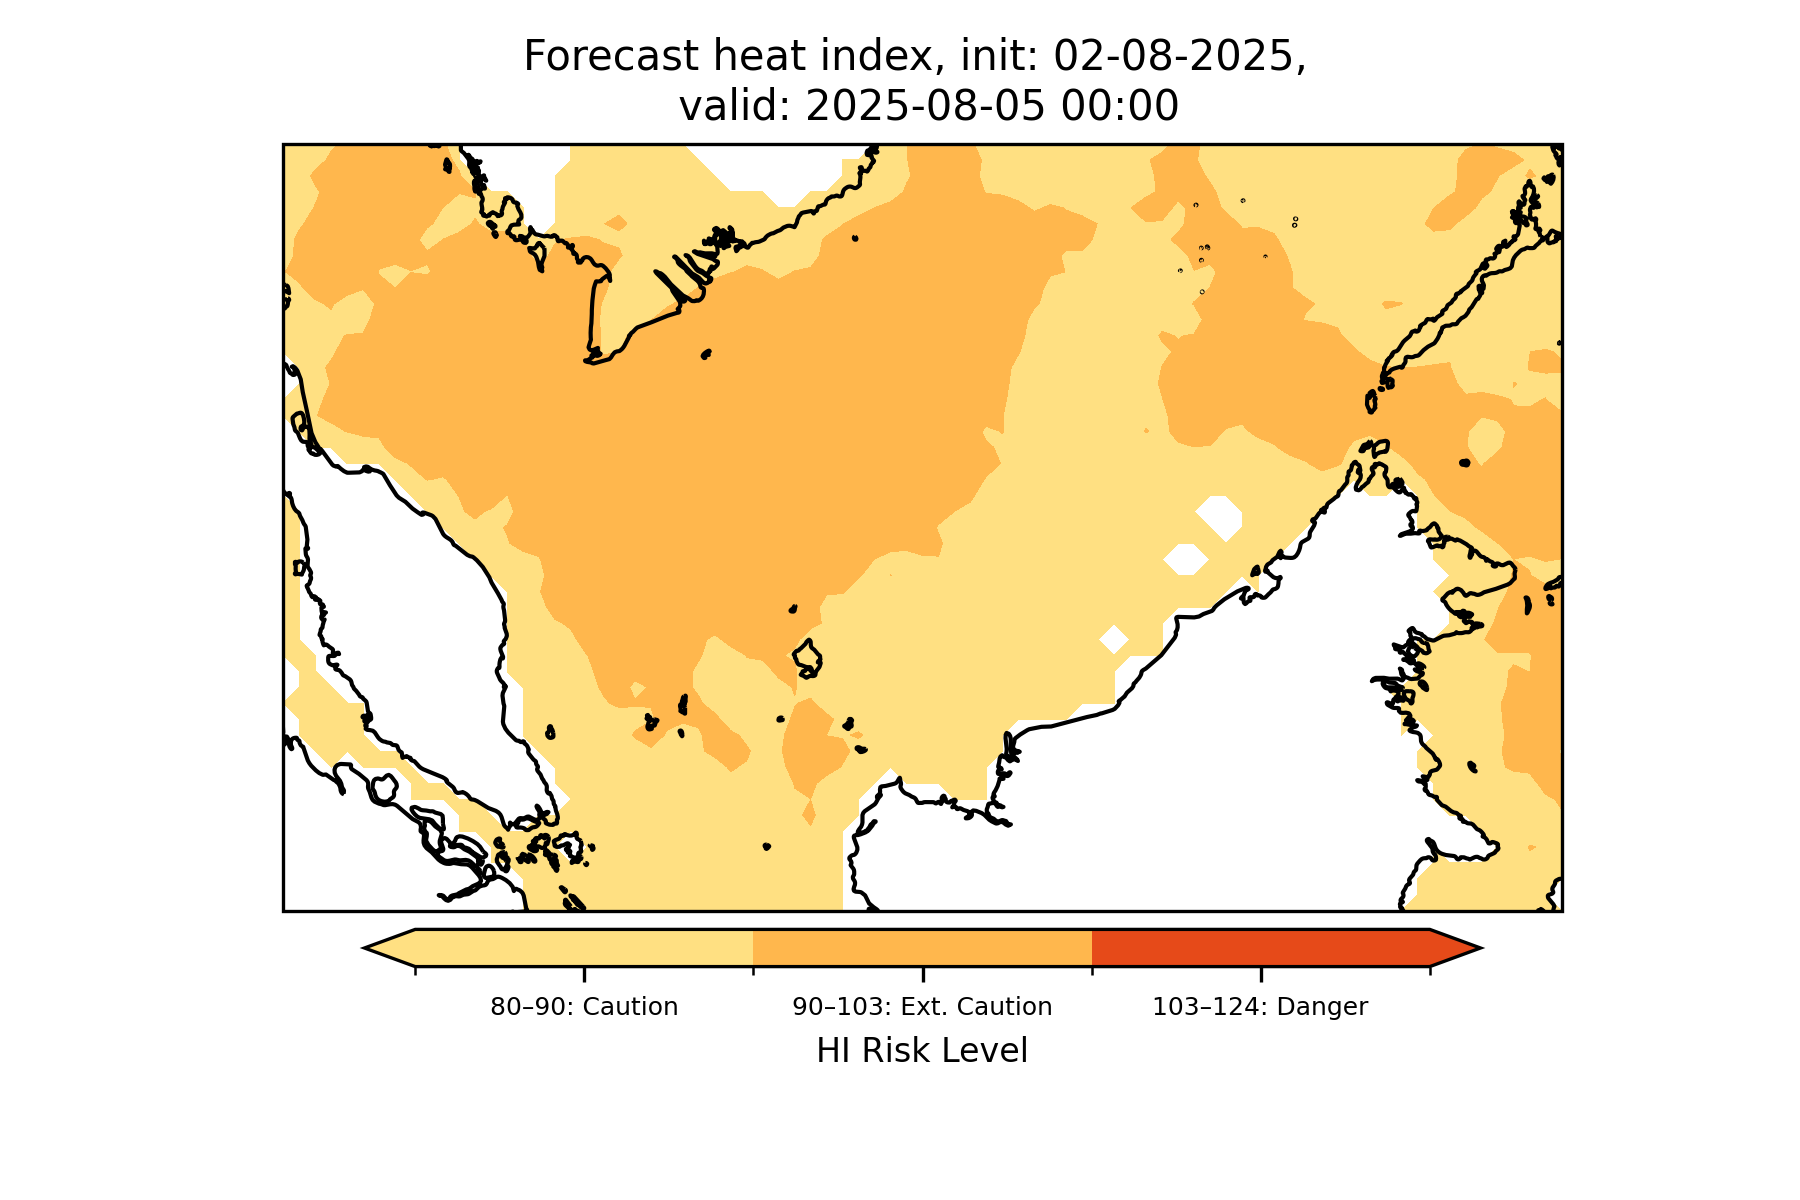 Forecast heat index, init: 02-08-2025,
valid: 2025-08-05 00:00
80–90: Caution
90–103: Ext. Caution
103–124: Danger
HI Risk Level